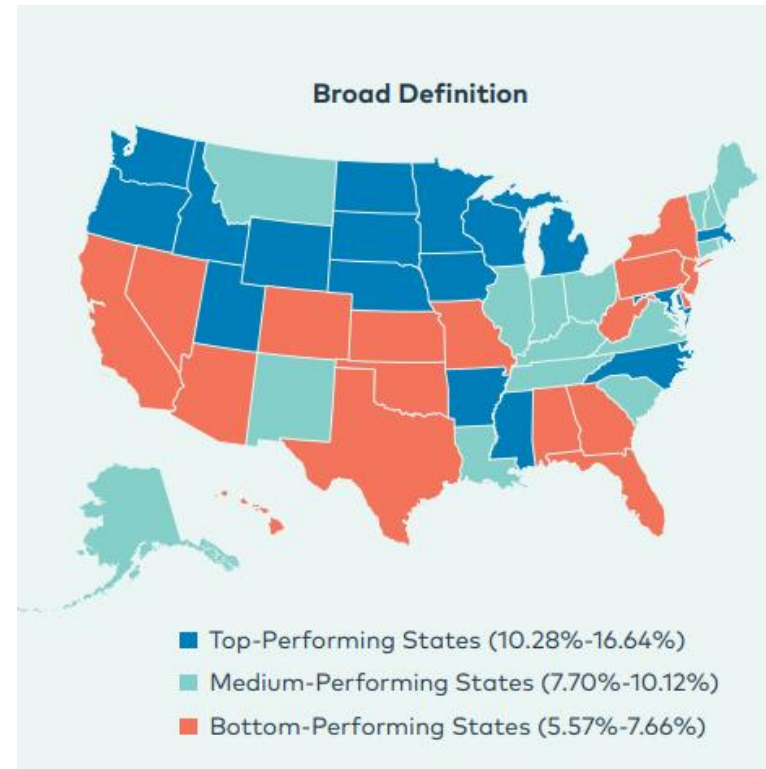 Broad Definition
Top-Performing States (10.28%-16.64%)
Medium-Performing States (7.70%-10.12%)
Bottom-Performing States (5.57%-7.66%)